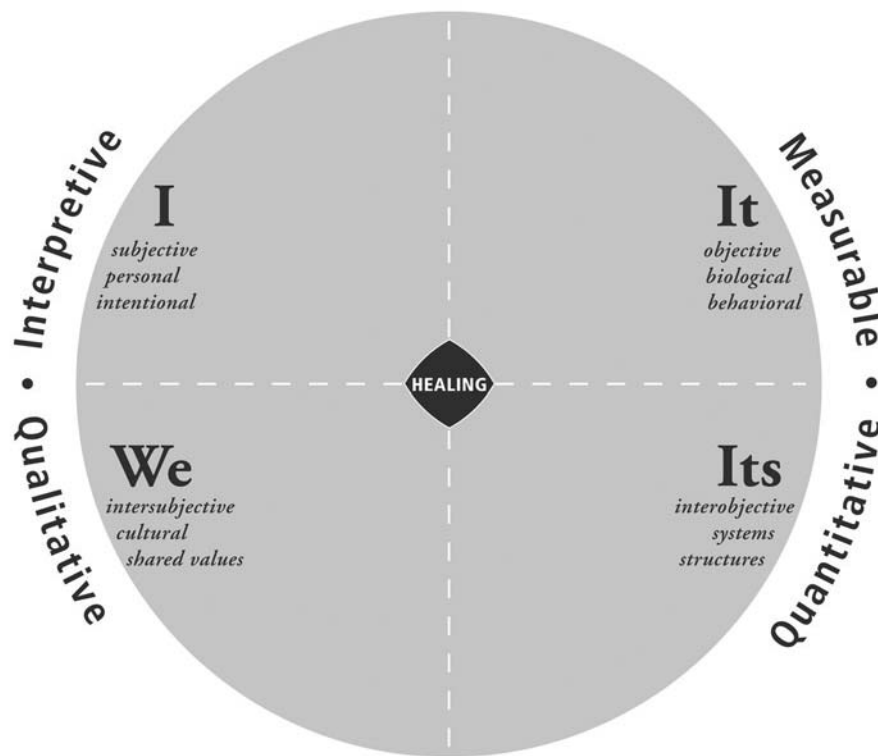 Qualitative • Interpretive
Measurable • Quantitative
I
subjective
personal
intentional
It
objective
biological
behavioral
HEALING
We
intersubjective
cultural
shared values
Its
interobjective
systems
structures